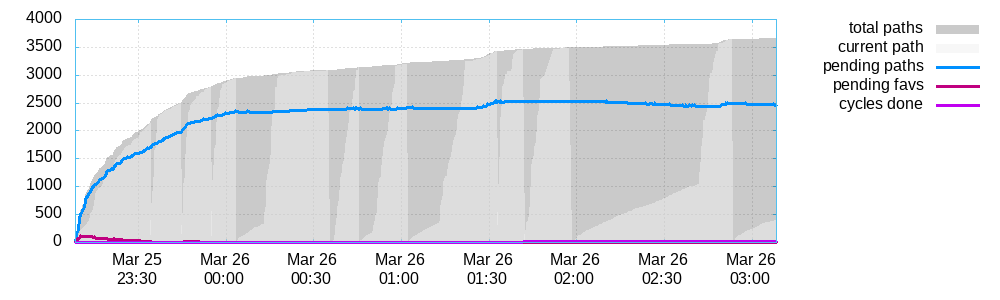 4000
3500
3000
2500
2000
1500
1000
500
0
Mar 25
23:30
Mar 26
00:00
Mar 26
00:30
Mar 26
01:00
Mar 26
01:30
Mar 26
02:00
Mar 26
02:30
Mar 26
03:00
total paths
current path
pending paths
pending favs
cycles done